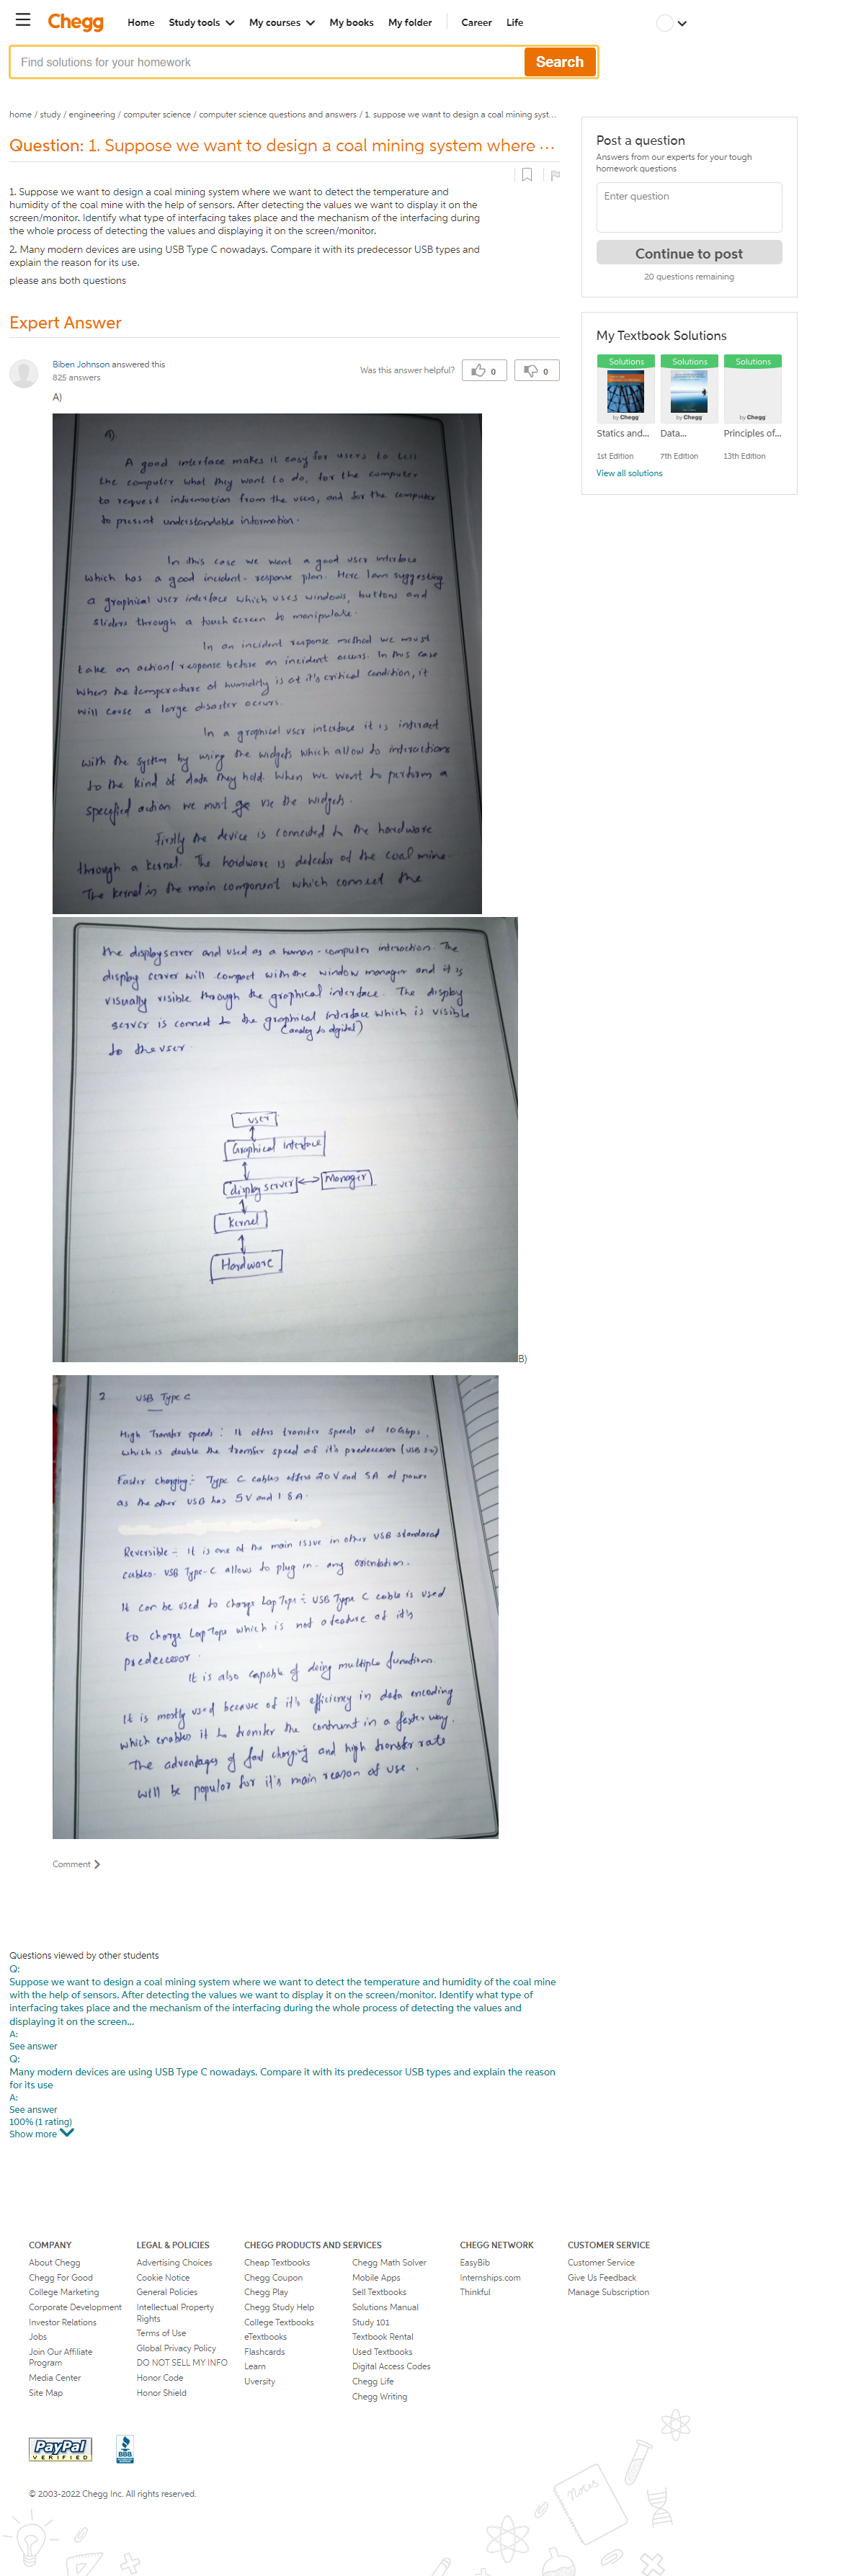 Chegg
Home Study tools My courses My books My folder Career Life
Find solutions for your homework
Search
home / study / engineering / computer science / computer science questions and answers / 1. suppose we want to design a coal mining syst...
Question: 1. Suppose we want to design a coal mining system where ...
1. Suppose we want to design a coal mining system where we want to detect the temperature and
humidity of the coal mine with the help of sensors. After detecting the values we want to display it on the
screen/monitor. Identify what type of interfacing takes place and the mechanism of the interfacing during
the whole process of detecting the values and displaying it on the screen/monitor.
2. Many modern devices are using USB Type C nowadays. Compare it with its predecessor USB types and
explain the reason for its use.
please ans both questions
Post a question
Answers from our experts for your tough
homework questions
Enter question
Continue to post
20 questions remaining
My Textbook Solutions
Solutions Solutions Solutions
by Chegg by Chegg by Chegg
Statics and... Data... Principles of...
1st Edition 7th Edition 13th Edition
View all solutions
Expert Answer
Biben Johnson answered this
825 answers
Was this answer helpful? 0 0
A)
A).
A good interface makes it easy for users to tell
the computer what they want to do, for the computer
to request information from the users, and for the computer
to present understandable information.
In this case we want a good user interface
which has a good incident-response plan. Here I am suggesting
a graphical user interface which uses windows, buttons and
sliders through a touch screen to manipulate.
In an incident response method we must
take an action/response before an incident occurs. In this case
when the temperature of humidity is at it's critical condition, it
will cause a large disaster occurs.
In a graphical user interface it is interact
with the system by using the widgets which allow to interactions
to the kind of data they hold. When we want to perform a
specified action we must go vie the widgets.
Firstly the device is connected to the hardware
through a kernel. The hardware is detector of the coal mine.
The kernel is the main component which connect the
the display server and used as a human-computer interaction. The
display server will compact with the window manager and it is
visually visible through the graphical interface. The display
server is connect to the graphical interface which is visible
(analog to digital)
to the user.
user
Graphical interface
display server Manager
Kernel
Hardware
B)
2 USB Type C
High Transfer speeds: It offers transfer speeds of 10Gbps,
which is double the transfer speed of it's predecessor (USB 3.0)
Faster charging: Type C cables offers 20V and 5A of power
as the other USB has 5V and 1.8A.
Reversible - It is one of the main issue in other USB standarad
cables. USB Type-C allows to plug in any orientation.
It can be used to charge Lap Tops: USB Type C cable is used
to charge Lap Tops which is not a feature of it's
predecessor.
It is also capable of doing multiple functions.
It is mostly used because of it's efficiency in data encoding
which enables it to transfer the content in a faster way.
The advantages of fast charging and high transfer rate
will be popular for it's main reason of use.
Comment
Questions viewed by other students
Q:
Suppose we want to design a coal mining system where we want to detect the temperature and humidity of the coal mine
with the help of sensors. After detecting the values we want to display it on the screen/monitor. Identify what type of
interfacing takes place and the mechanism of the interfacing during the whole process of detecting the values and
displaying it on the screen...
A:
See answer
Q:
Many modern devices are using USB Type C nowadays. Compare it with its predecessor USB types and explain the reason
for its use
A:
See answer
100% (1 rating)
Show more
COMPANY
About Chegg
Chegg For Good
College Marketing
Corporate Development
Investor Relations
Jobs
Join Our Affiliate
Program
Media Center
Site Map
LEGAL & POLICIES
Advertising Choices
Cookie Notice
General Policies
Intellectual Property
Rights
Terms of Use
Global Privacy Policy
DO NOT SELL MY INFO
Honor Code
Honor Shield
CHEGG PRODUCTS AND SERVICES
Cheap Textbooks
Chegg Coupon
Chegg Play
Chegg Study Help
College Textbooks
eTextbooks
Flashcards
Learn
Uversity
Chegg Math Solver
Mobile Apps
Sell Textbooks
Solutions Manual
Study 101
Textbook Rental
Used Textbooks
Digital Access Codes
Chegg Life
Chegg Writing
CHEGG NETWORK
EasyBib
Internships.com
Thinkful
CUSTOMER SERVICE
Customer Service
Give Us Feedback
Manage Subscription
PayPal
VERIFIED
BBB
© 2003-2022 Chegg Inc. All rights reserved.
Notes